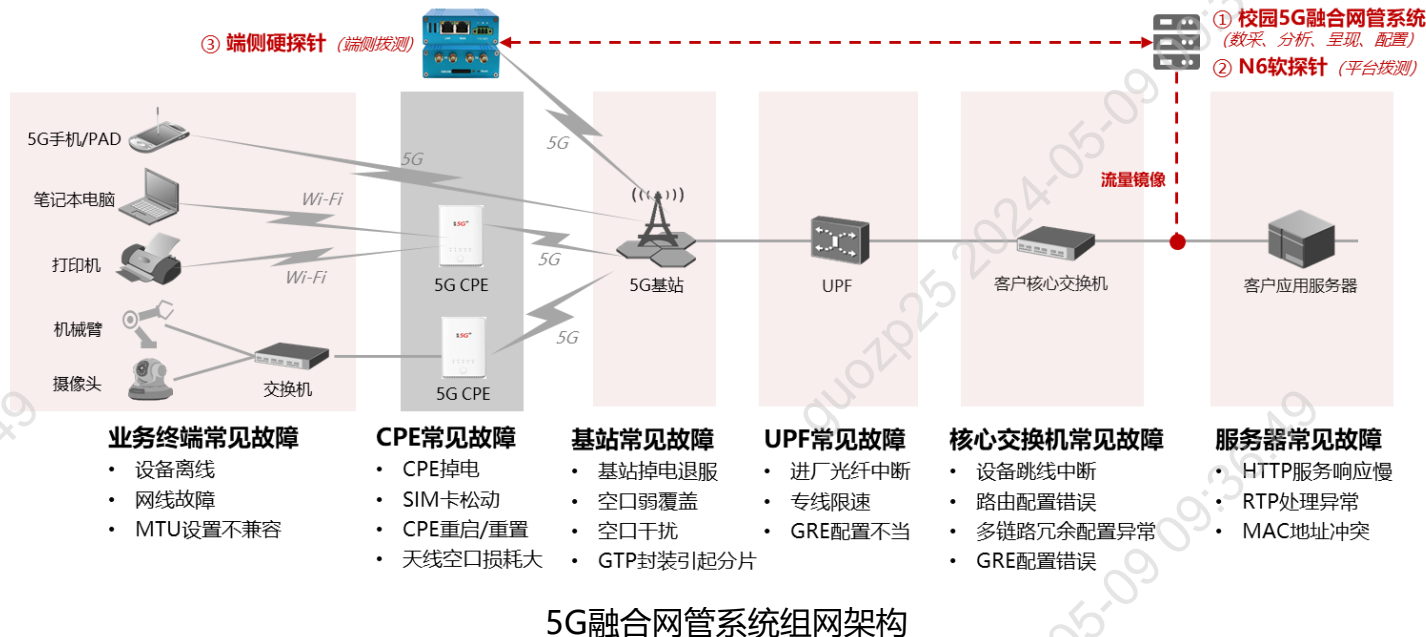 ① 校园5G融合网管系统
(数采、分析、呈现、配置)
② N6软探针 (平台拨测)
③ 端侧硬探针 (端侧拨测)
流量镜像
5G手机/PAD
笔记本电脑
打印机
机械臂
摄像头
交换机
5G
Wi-Fi
Wi-Fi
5G CPE
5G CPE
5G
5G
5G
5G基站
UPF
客户核心交换机
客户应用服务器
业务终端常见故障
• 设备离线
• 网线故障
• MTU设置不兼容
CPE常见故障
• CPE掉电
• SIM卡松动
• CPE重启/重置
• 天线空口损耗大
基站常见故障
• 基站掉电退服
• 空口弱覆盖
• 空口干扰
• GTP封装引起分片
UPF常见故障
• 进厂光纤中断
• 专线限速
• GRE配置不当
核心交换机常见故障
• 设备跳线中断
• 路由配置错误
• 多链路冗余配置异常
• GRE配置错误
服务器常见故障
• HTTP服务响应慢
• RTP处理异常
• MAC地址冲突
5G融合网管系统组网架构
guozp25 2024-05-09 09:36:49